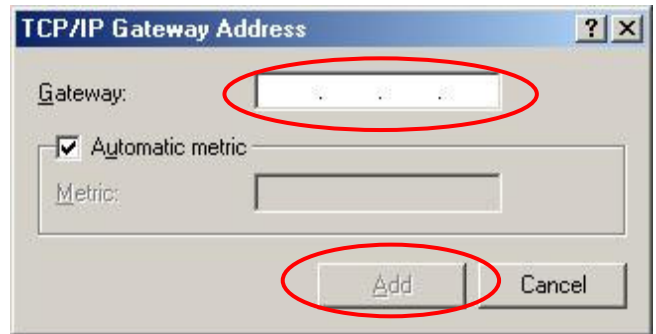 TCP/IP Gateway Address
Gateway:
. . .
Automatic metric
Metric:
Add Cancel